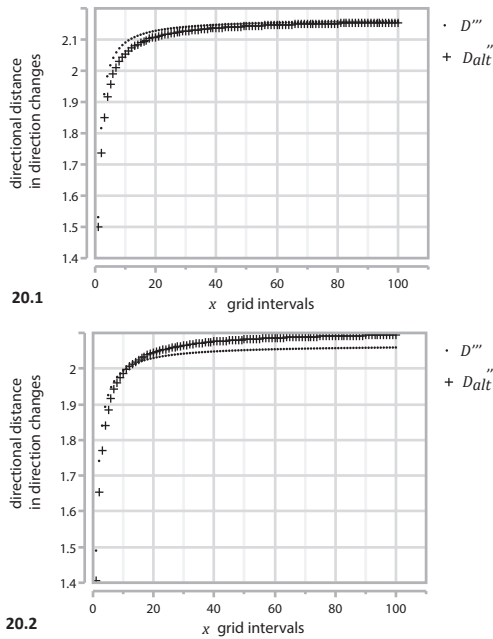 directional distance
in direction changes
2.1
2
1.9
1.8
1.7
1.6
1.5
1.4
0 20 40 60 80 100
x grid intervals
20.1
· D'''
+ Dalt''
directional distance
in direction changes
2
1.9
1.8
1.7
1.6
1.5
1.4
0 20 40 60 80 100
x grid intervals
20.2
· D'''
+ Dalt''